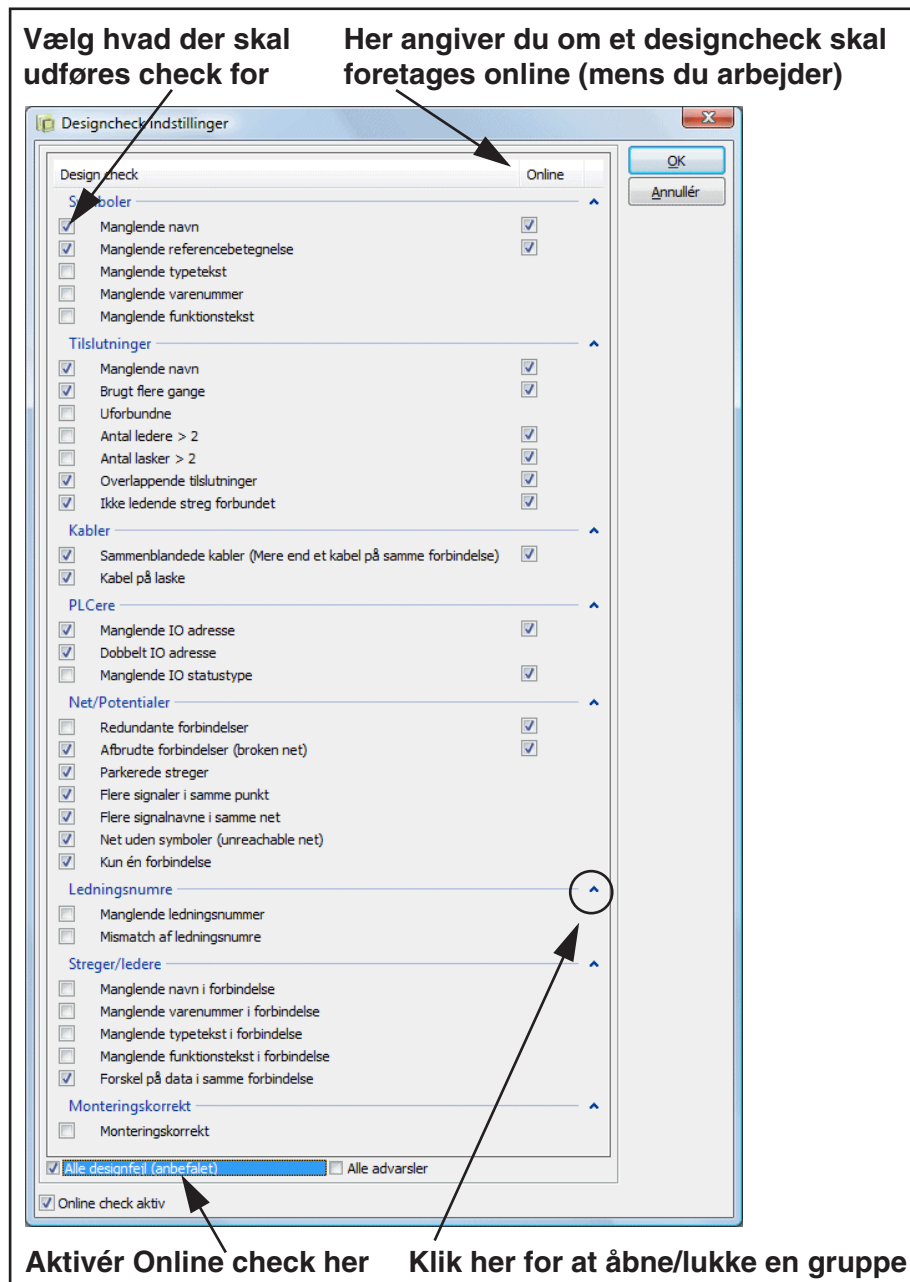 Vælg hvad der skal
udføres check for
Her angiver du om et designcheck skal
foretages online (mens du arbejder)
Designcheck indstillinger
OK
Annullér
Design check
Online
Symboler
Manglende navn
Manglende referencebetegnelse
Manglende typetekst
Manglende varenummer
Manglende funktionstekst
Tilslutninger
Manglende navn
Brugt flere gange
Uforbundne
Antal ledere > 2
Antal lasker > 2
Overlappende tilslutninger
Ikke ledende streg forbundet
Kabler
Sammenblandede kabler (Mere end et kabel på samme forbindelse)
Kabel på laske
PLCere
Manglende IO adresse
Dobbelt IO adresse
Manglende IO statustype
Net/Potentialer
Redundante forbindelser
Afbrudte forbindelser (broken net)
Parkerede streger
Flere signaler i samme punkt
Flere signalnavne i samme net
Net uden symboler (unreachable net)
Kun én forbindelse
Ledningsnumre
Manglende ledningsnummer
Mismatch af ledningsnumre
Streger/ledere
Manglende navn i forbindelse
Manglende varenummer i forbindelse
Manglende typetekst i forbindelse
Manglende funktionstekst i forbindelse
Forskel på data i samme forbindelse
Monteringskorrekt
Monteringskorrekt
Alle designfejl (anbefalet)
Alle advarsler
Online check aktiv
Aktivér Online check her
Klik her for at åbne/lukke en gruppe